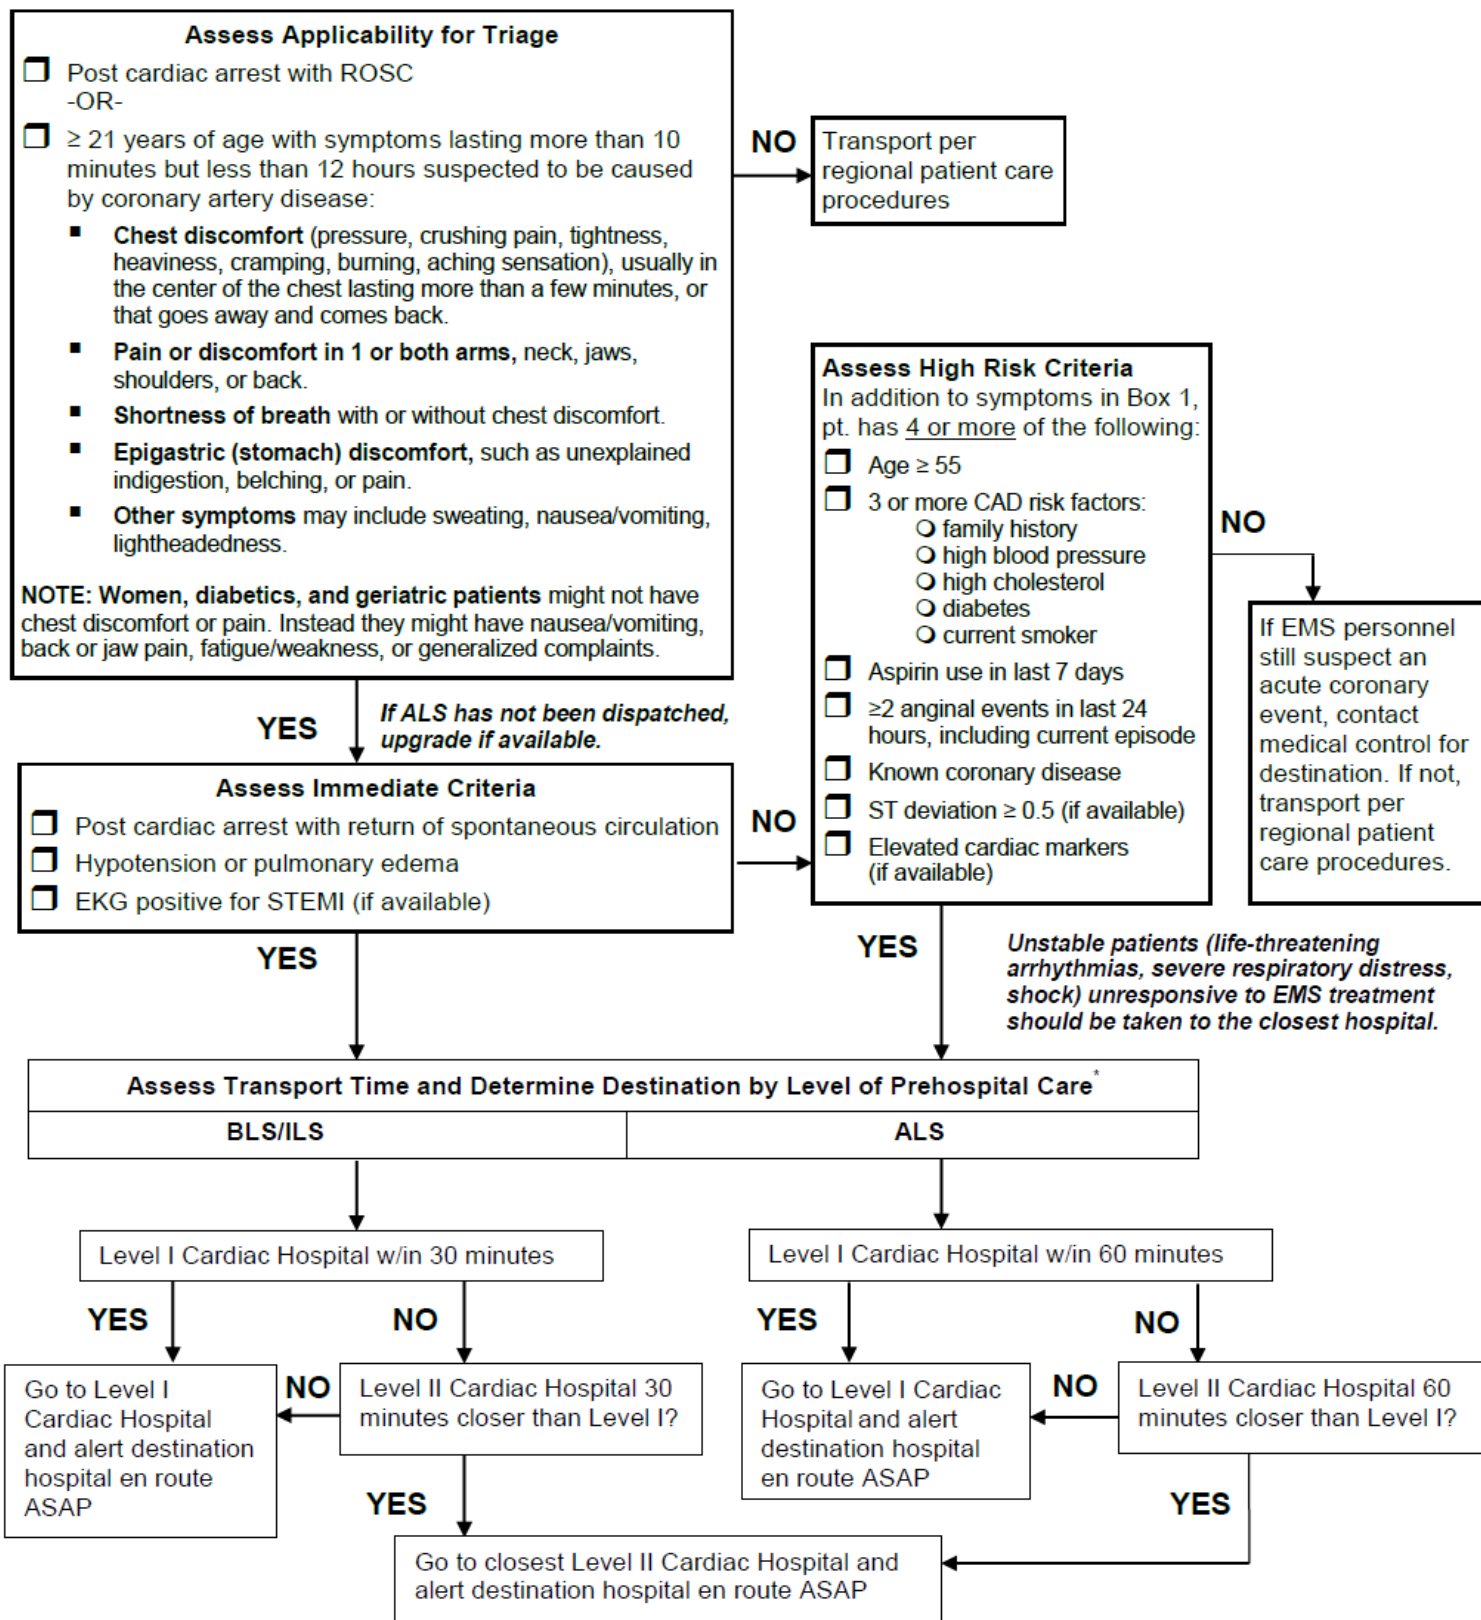 Assess Applicability for Triage
Post cardiac arrest with ROSC
-OR-
≥ 21 years of age with symptoms lasting more than 10
minutes but less than 12 hours suspected to be caused
by coronary artery disease:
Chest discomfort (pressure, crushing pain, tightness,
heaviness, cramping, burning, aching sensation), usually in
the center of the chest lasting more than a few minutes, or
that goes away and comes back.
Pain or discomfort in 1 or both arms, neck, jaws,
shoulders, or back.
Shortness of breath with or without chest discomfort.
Epigastric (stomach) discomfort, such as unexplained
indigestion, belching, or pain.
Other symptoms may include sweating, nausea/vomiting,
lightheadedness.
NOTE: Women, diabetics, and geriatric patients might not have
chest discomfort or pain. Instead they might have nausea/vomiting,
back or jaw pain, fatigue/weakness, or generalized complaints.
NO
Transport per
regional patient care
procedures
YES
If ALS has not been dispatched,
upgrade if available.
Assess Immediate Criteria
Post cardiac arrest with return of spontaneous circulation
Hypotension or pulmonary edema
EKG positive for STEMI (if available)
NO
Assess High Risk Criteria
In addition to symptoms in Box 1,
pt. has 4 or more of the following:
Age ≥ 55
3 or more CAD risk factors:
family history
high blood pressure
high cholesterol
diabetes
current smoker
Aspirin use in last 7 days
≥2 anginal events in last 24
hours, including current episode
Known coronary disease
ST deviation ≥ 0.5 (if available)
Elevated cardiac markers
(if available)
NO
If EMS personnel
still suspect an
acute coronary
event, contact
medical control for
destination. If not,
transport per
regional patient
care procedures.
YES
YES
Unstable patients (life-threatening
arrhythmias, severe respiratory distress,
shock) unresponsive to EMS treatment
should be taken to the closest hospital.
Assess Transport Time and Determine Destination by Level of Prehospital Care*
BLS/ILS
ALS
Level I Cardiac Hospital w/in 30 minutes
YES
NO
Go to Level I
Cardiac Hospital
and alert destination
hospital en route
ASAP
NO
Level II Cardiac Hospital 30
minutes closer than Level I?
YES
Level I Cardiac Hospital w/in 60 minutes
YES
NO
Go to Level I Cardiac
Hospital and alert
destination hospital
en route ASAP
NO
Level II Cardiac Hospital 60
minutes closer than Level I?
YES
Go to closest Level II Cardiac Hospital and
alert destination hospital en route ASAP